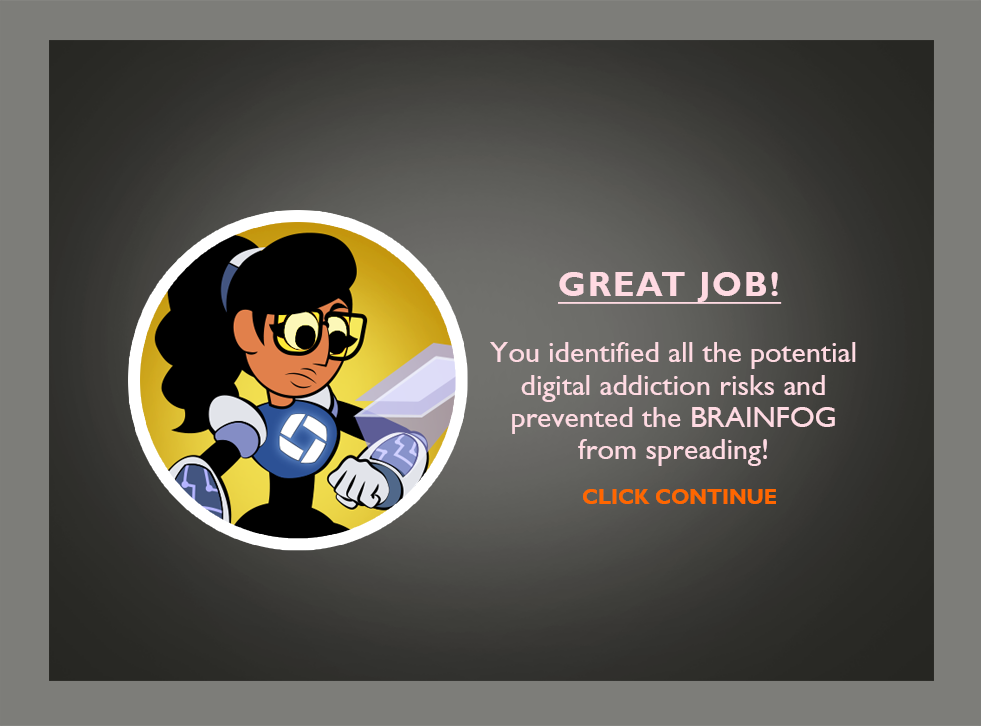 GREAT JOB!
You identified all the potential
digital addiction risks and
prevented the BRAINFOG
from spreading!
CLICK CONTINUE